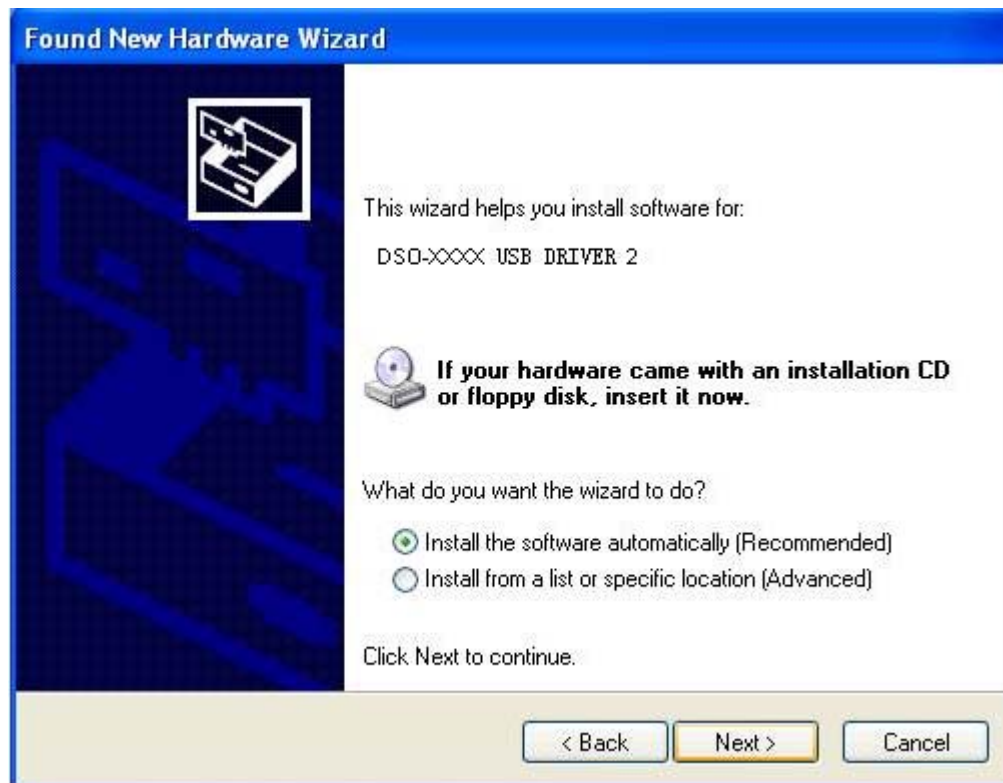 Found New Hardware Wizard
This wizard helps you install software for:
DSO-XXXX USB DRIVER 2
If your hardware came with an installation CD
or floppy disk, insert it now.
What do you want the wizard to do?
Install the software automatically (Recommended)
Install from a list or specific location (Advanced)
Click Next to continue.
< Back Next > Cancel